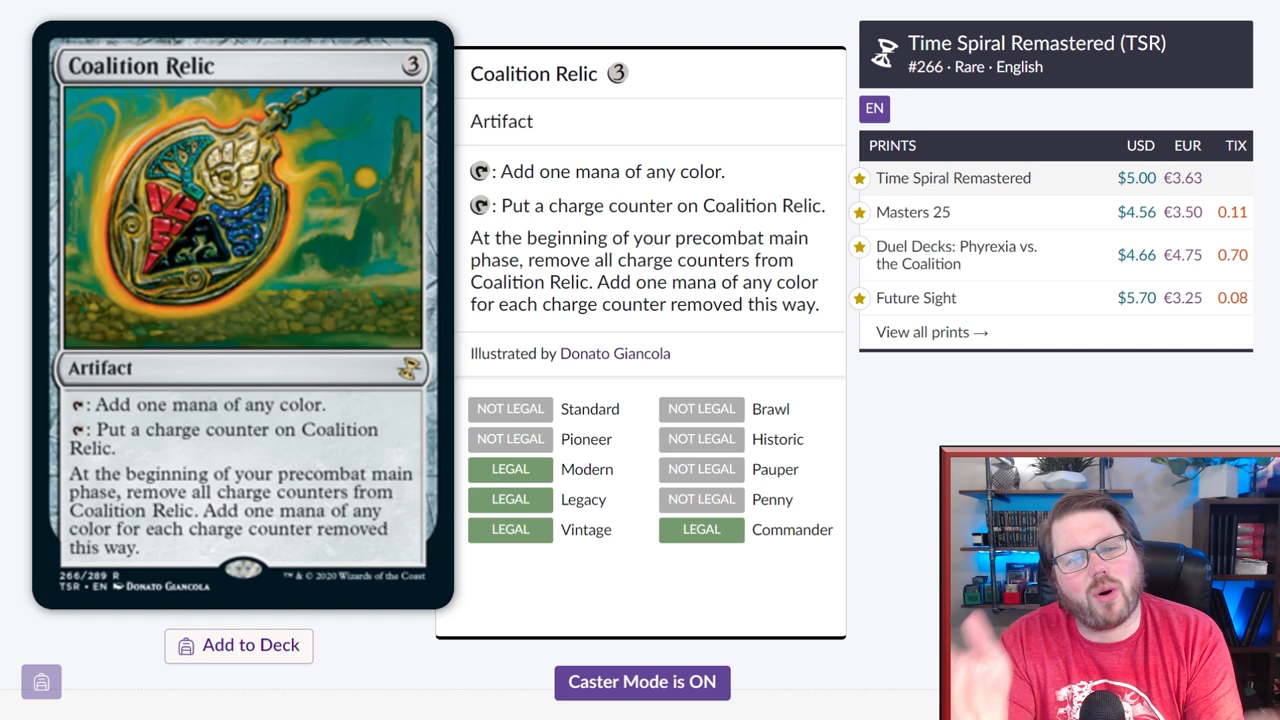 Coalition Relic 3
Artifact
: Add one mana of any color.
: Put a charge counter on Coalition
Relic.
At the beginning of your precombat main
phase, remove all charge counters from
Coalition Relic. Add one mana of any
color for each charge counter removed
this way.
266/289 R
TSR • EN DONATO GIANCOLA
™ & © 2020 Wizards of the Coast
Add to Deck
Coalition Relic 3
Artifact
: Add one mana of any color.
: Put a charge counter on Coalition Relic.
At the beginning of your precombat main
phase, remove all charge counters from
Coalition Relic. Add one mana of any color
for each charge counter removed this way.
Illustrated by Donato Giancola
NOT LEGAL Standard NOT LEGAL Brawl
NOT LEGAL Pioneer NOT LEGAL Historic
LEGAL Modern NOT LEGAL Pauper
LEGAL Legacy NOT LEGAL Penny
LEGAL Vintage LEGAL Commander
Caster Mode is ON
Time Spiral Remastered (TSR)
#266 · Rare · English
EN
PRINTS USD EUR TIX
Time Spiral Remastered $5.00 €3.63
Masters 25 $4.56 €3.50 0.11
Duel Decks: Phyrexia vs.
the Coalition $4.66 €4.75 0.70
Future Sight $5.70 €3.25 0.08
View all prints →